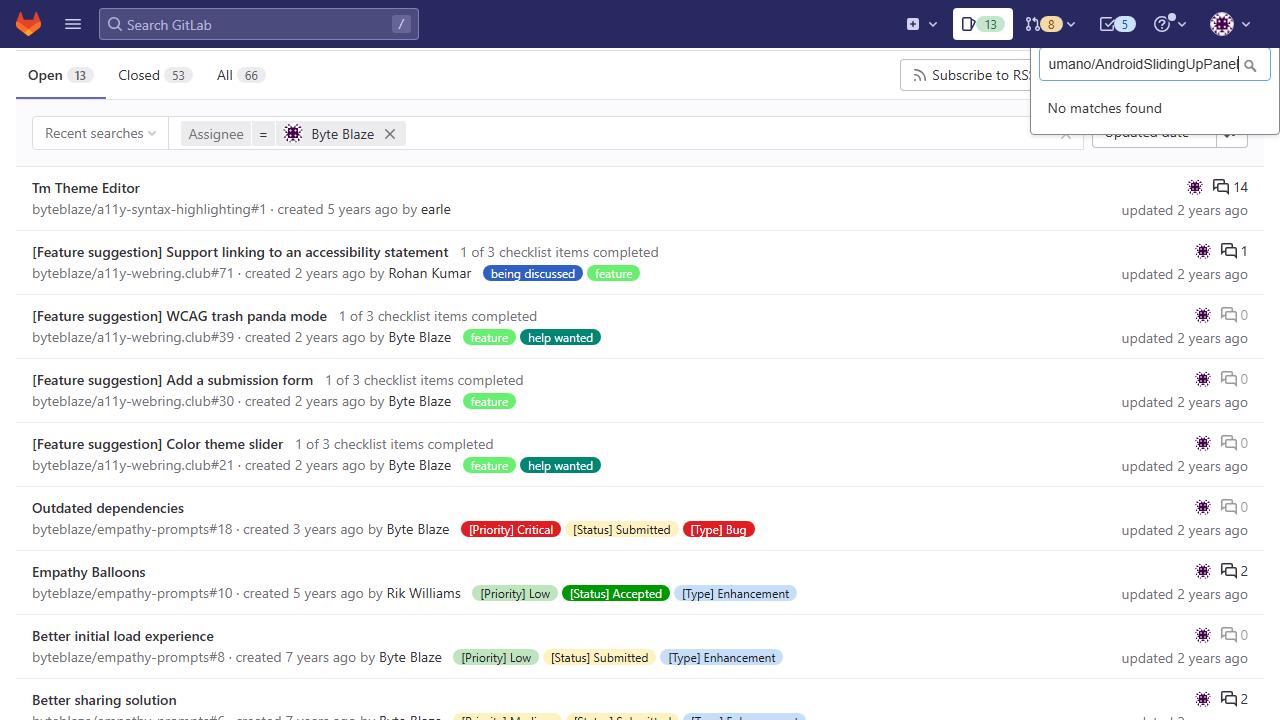 Search GitLab /
13
8
5
Open 13
Closed 53
All 66
Subscribe to RSS
umano/AndroidSlidingUpPanel
No matches found
Recent searches
Assignee = Byte Blaze
Tm Theme Editor
14
byteblaze/a11y-syntax-highlighting#1 · created 5 years ago by earle
updated 2 years ago
[Feature suggestion] Support linking to an accessibility statement 1 of 3 checklist items completed
1
byteblaze/a11y-webring.club#71 · created 2 years ago by Rohan Kumar being discussed feature
updated 2 years ago
[Feature suggestion] WCAG trash panda mode 1 of 3 checklist items completed
0
byteblaze/a11y-webring.club#39 · created 2 years ago by Byte Blaze feature help wanted
updated 2 years ago
[Feature suggestion] Add a submission form 1 of 3 checklist items completed
0
byteblaze/a11y-webring.club#30 · created 2 years ago by Byte Blaze feature
updated 2 years ago
[Feature suggestion] Color theme slider 1 of 3 checklist items completed
0
byteblaze/a11y-webring.club#21 · created 2 years ago by Byte Blaze feature help wanted
updated 2 years ago
Outdated dependencies
0
byteblaze/empathy-prompts#18 · created 3 years ago by Byte Blaze [Priority] Critical [Status] Submitted [Type] Bug
updated 2 years ago
Empathy Balloons
2
byteblaze/empathy-prompts#10 · created 5 years ago by Rik Williams [Priority] Low [Status] Accepted [Type] Enhancement
updated 2 years ago
Better initial load experience
0
byteblaze/empathy-prompts#8 · created 7 years ago by Byte Blaze [Priority] Low [Status] Submitted [Type] Enhancement
updated 2 years ago
Better sharing solution
2
byteblaze/empathy-prompts#6 · created 7 years ago by Byte Blaze